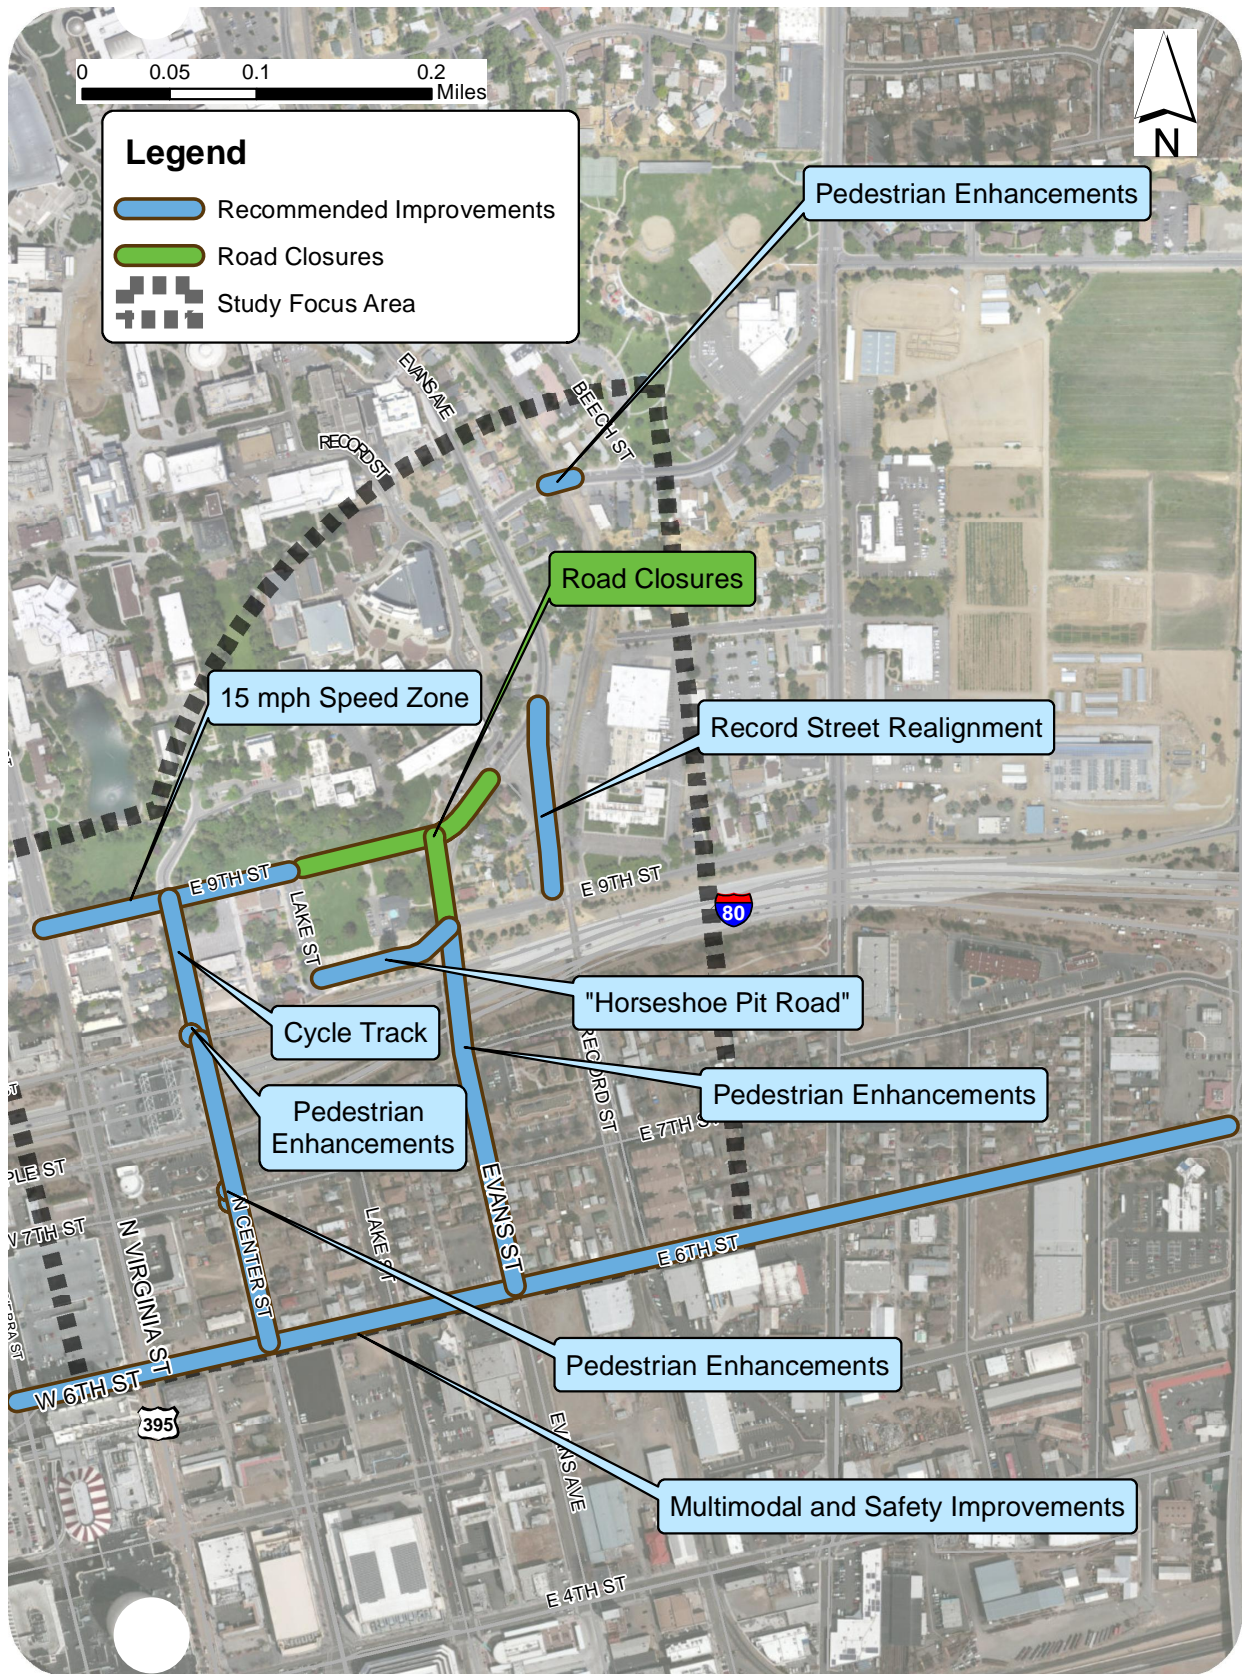 0 0.05 0.1 0.2
Miles
N
Legend
Recommended Improvements
Road Closures
Study Focus Area
Pedestrian Enhancements
EVANS AVE
BEECH ST
RECORD ST
Road Closures
15 mph Speed Zone
Record Street Realignment
E 9TH ST
E 9TH ST
LAKE ST
80
"Horseshoe Pit Road"
Cycle Track
RECORD ST
Pedestrian Enhancements
Pedestrian
Enhancements
E 7TH S
PLE ST
W 7TH ST
N VIRGINIA ST
N CENTER ST
LAKE ST
EVANS ST
E 6TH ST
Pedestrian Enhancements
W 6TH ST
395
EVANS AVE
Multimodal and Safety Improvements
E 4TH ST